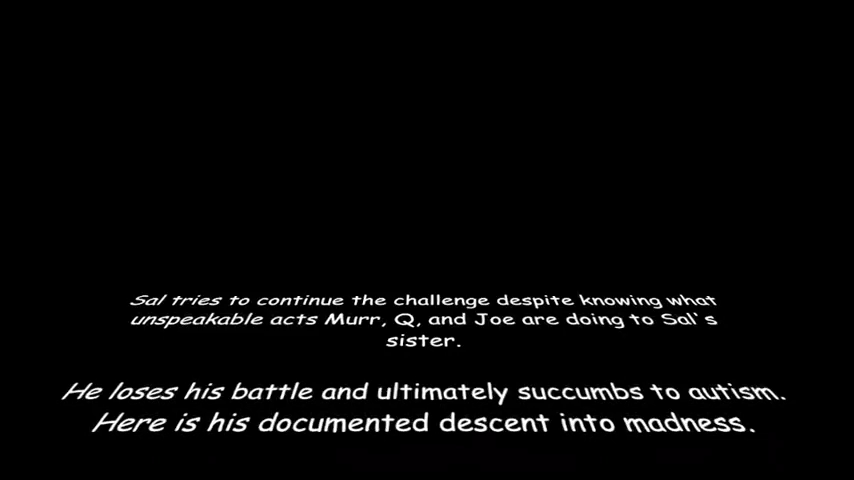 Sal tries to continue the challenge despite knowing what
unspeakable acts Murr, Q, and Joe are doing to Sal's
sister.
He loses his battle and ultimately succumbs to autism.
Here is his documented descent into madness.